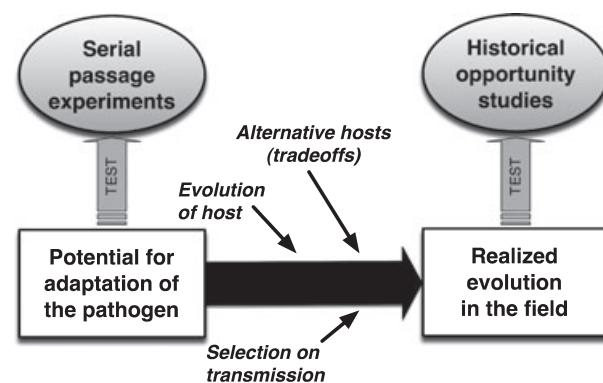 Serial
passage
experiments
Historical
opportunity
studies
TEST
TEST
Alternative hosts
(tradeoffs)
Evolution
of host
Potential for
adaptation of
the pathogen
Realized
evolution
in the field
Selection on
transmission